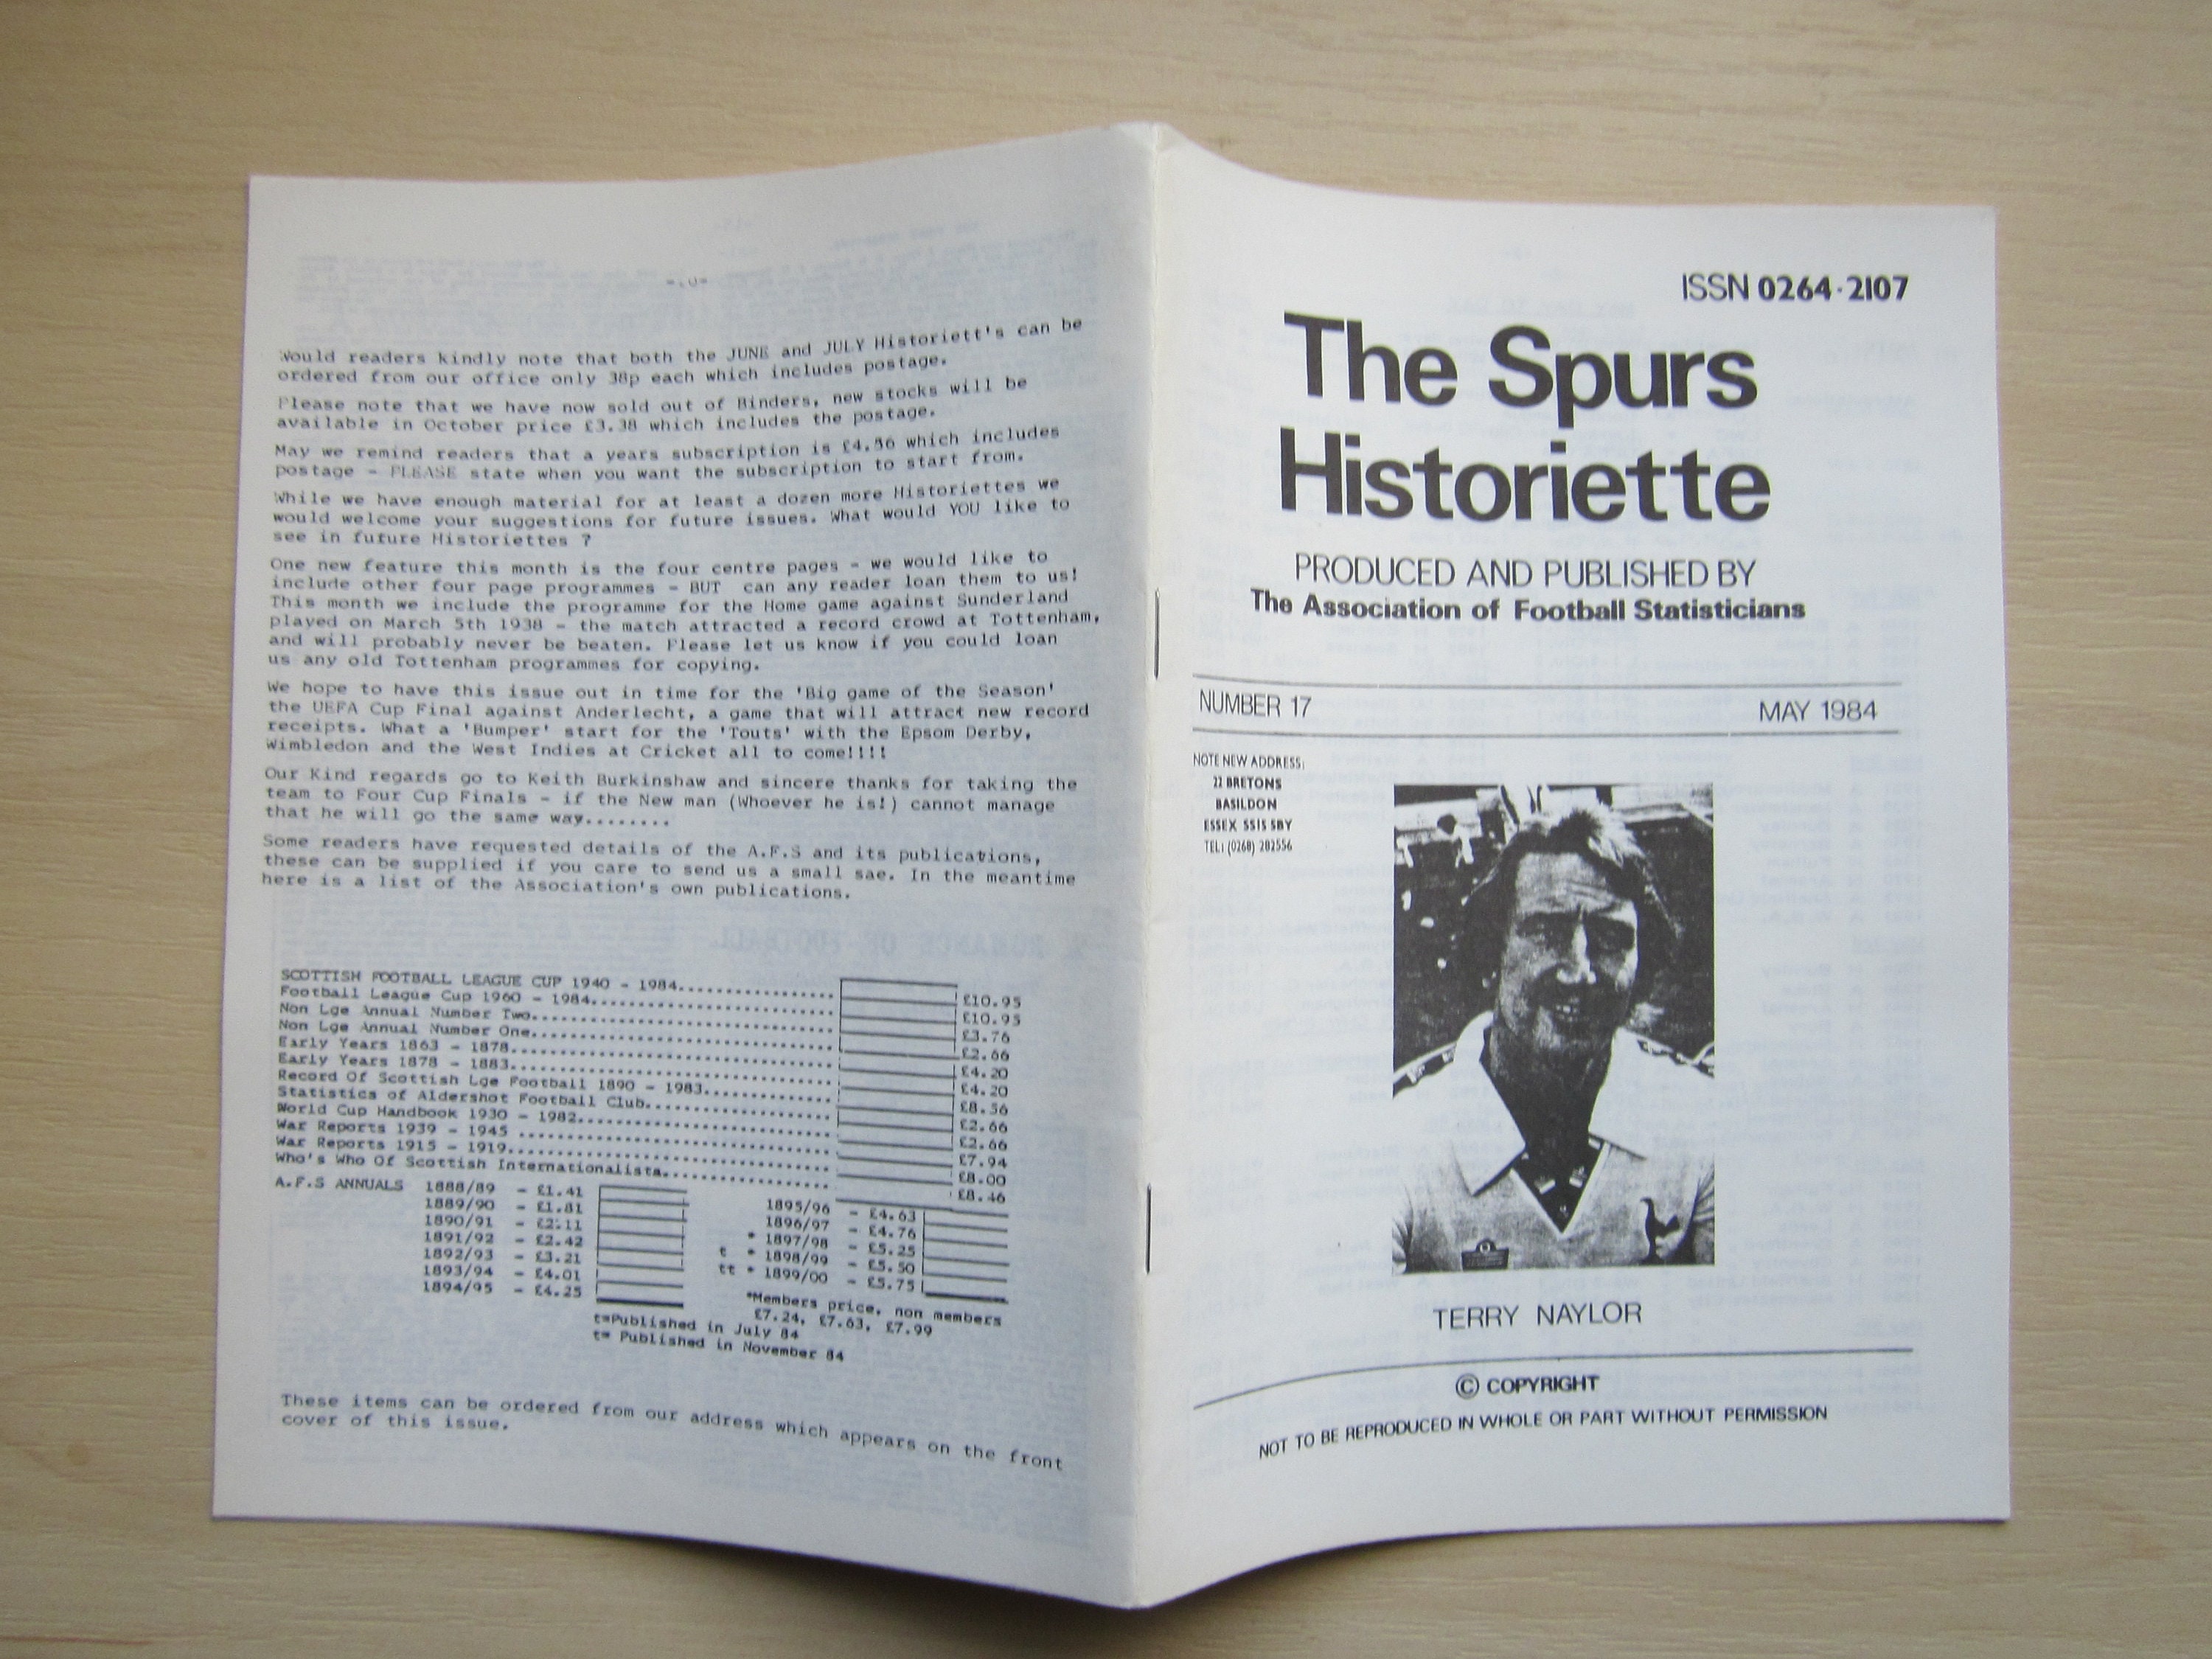 Would readers kindly note that both the JUNE and JULY Historiett's can be
ordered from our office only 38p each which includes postage.
Please note that we have now sold out of Binders, new stocks will be
available in October price £3.38 which includes the postage.
May we remind readers that a years subscription is £4.56 which includes
postage - PLEASE state when you want the subscription to start from.
While we have enough material for at least a dozen more Historiettes we
would welcome your suggestions for future issues. What would YOU like to
see in future Historiettes ?
One new feature this month is the four centre pages - we would like to
include other four page programmes - BUT can any reader loan them to us!
This month we include the programme for the Home game against Sunderland
played on March 5th 1938 - the match attracted a record crowd at Tottenham,
and will probably never be beaten. Please let us know if you could loan
us any old Tottenham programmes for copying.
We hope to have this issue out in time for the 'Big game of the Season'
the UEFA Cup Final against Anderlecht, a game that will attract new record
receipts. What a 'Bumper' start for the 'Touts' with the Epsom Derby,
Wimbledon and the West Indies at Cricket all to come!!!!
Our Kind regards go to Keith Burkinshaw and sincere thanks for taking the
team to Four Cup Finals - if the New man (Whoever he is!) cannot manage
that he will go the same way........
Some readers have requested details of the A.F.S and its publications,
these can be supplied if you care to send us a small sae. In the meantime
here is a list of the Association's own publications.
SCOTTISH FOOTBALL LEAGUE CUP 1940 - 1984.................. £10.95
Football League Cup 1960 - 1984........................... £10.95
Non Lge Annual Number Two................................. £3.76
Non Lge Annual Number One................................. £2.66
Early Years 1863 - 1878................................... £4.20
Early Years 1878 - 1883................................... £4.20
Record Of Scottish Lge Football 1890 - 1983............... £8.56
Statistics of Aldershot Football Club..................... £2.66
World Cup Handbook 1930 - 1982............................ £2.66
War Reports 1939 - 1945 .................................. £7.94
War Reports 1915 - 1919................................... £8.00
Who's Who Of Scottish Internationalists................... £8.46
A.F.S ANNUALS 1888/89 - £1.41 1895/96 - £4.63
1889/90 - £1.81 1896/97 - £4.76
1890/91 - £2.11 * 1897/98 - £5.25
1891/92 - £2.42 t * 1898/99 - £5.50
1892/93 - £3.21 tt * 1899/00 - £5.75
1893/94 - £4.01
1894/95 - £4.25
*Members price, non members
£7.24, £7.63, £7.99
t=Published in July 84
t= Published in November 84
These items can be ordered from our address which appears on the front
cover of this issue.
ISSN 0264-2107
The Spurs
Historiette
PRODUCED AND PUBLISHED BY
The Association of Football Statisticians
NUMBER 17 MAY 1984
NOTE NEW ADDRESS:
22 BRETONS
BASILDON
ESSEX SS15 5BY
TEL: (0268) 282556
TERRY NAYLOR
© COPYRIGHT
NOT TO BE REPRODUCED IN WHOLE OR PART WITHOUT PERMISSION